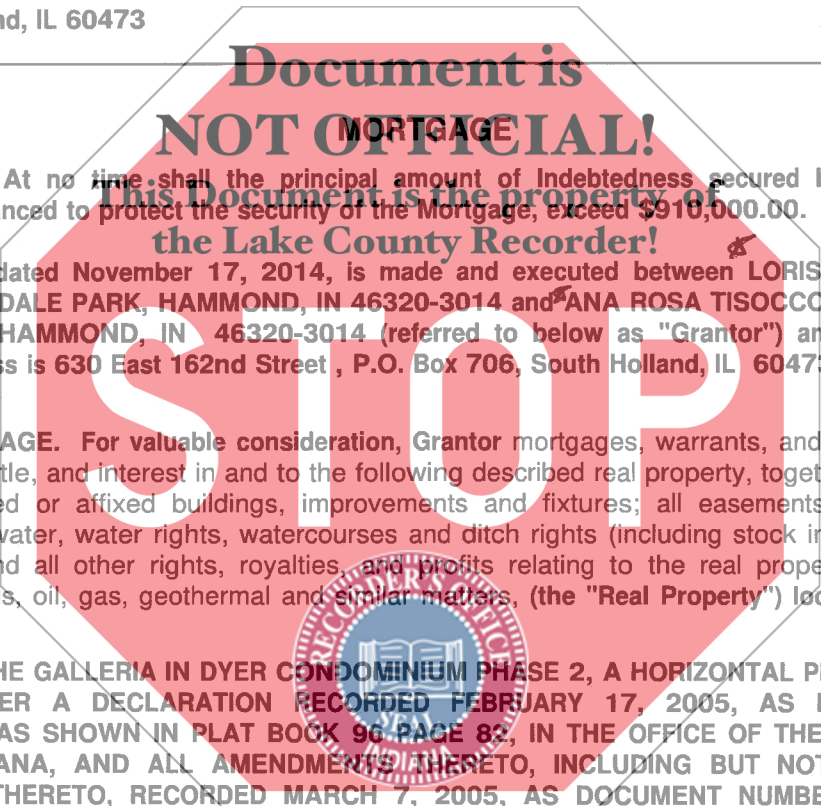 nd, IL 60473
Document is
NOT OFFICIAL!
MORTGAGE
At no time shall the principal amount of Indebtedness secured
This Document is the property of
nced to protect the security of the Mortgage, exceed $910,000.00.
the Lake County Recorder!
dated November 17, 2014, is made and executed between LORIS
DALE PARK, HAMMOND, IN 46320-3014 and ANA ROSA TISOCCO
HAMMOND, IN 46320-3014 (referred to below as "Grantor") an
ss is 630 East 162nd Street , P.O. Box 706, South Holland, IL 60473
STOP
AGE. For valuable consideration, Grantor mortgages, warrants, and
tle, and interest in and to the following described real property, toget
ed or affixed buildings, improvements and fixtures; all easements
water, water rights, watercourses and ditch rights (including stock in
nd all other rights, royalties, and profits relating to the real prope
s, oil, gas, geothermal and similar matters, (the "Real Property") loc
RECORDER'S OFFICE
HE GALLERIA IN DYER CONDOMINIUM PHASE 2, A HORIZONTAL P
ER A DECLARATION RECORDED FEBRUARY 17, 2005, AS
AS SHOWN IN PLAT BOOK 96 PAGE 82, IN THE OFFICE OF THE
SEAL
ANA, AND ALL AMENDMENTS THERETO, INCLUDING BUT NOT
INDIANA
THERETO, RECORDED MARCH 7, 2005, AS DOCUMENT NUMBE